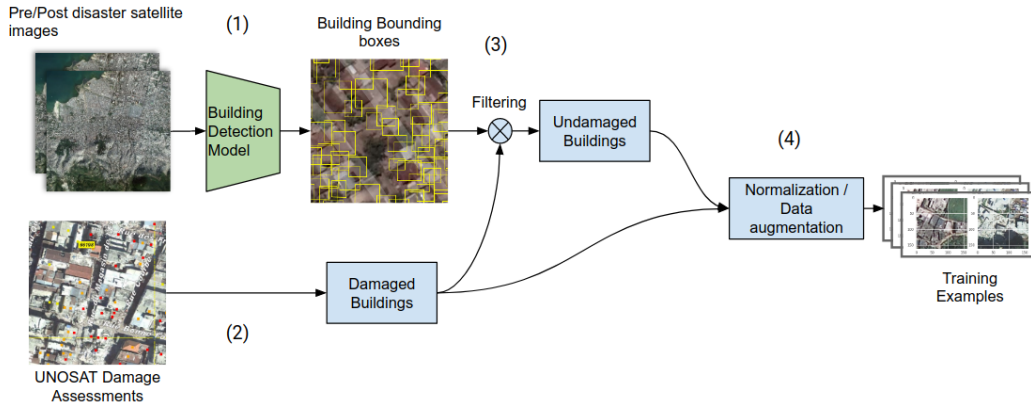 Pre/Post disaster satellite
images
(1)
Building
Detection
Model
Building Bounding
boxes
(3)
Filtering
Undamaged
Buildings
(4)
Normalization /
Data
augmentation
Training
Examples
Damaged
Buildings
(2)
UNOSAT Damage
Assessments